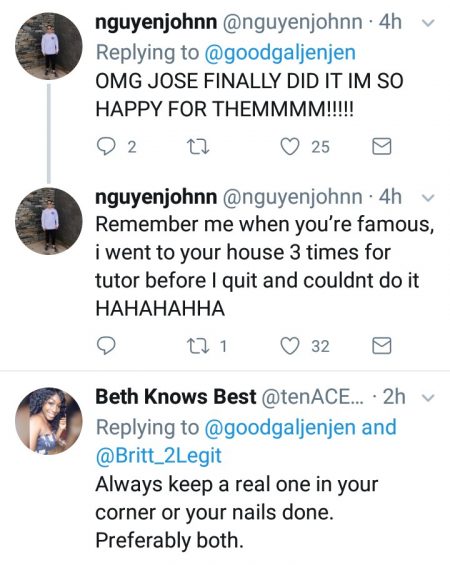 nguyenjohnn @nguyenjohnn · 4h
Replying to @goodgaljenjen
OMG JOSE FINALLY DID IT IM SO
HAPPY FOR THEMMMM!!!!!
2 25
nguyenjohnn @nguyenjohnn · 4h
Remember me when you’re famous,
i went to your house 3 times for
tutor before I quit and couldnt do it
HAHAHAHHA
1 32
Beth Knows Best @tenACE... · 2h
Replying to @goodgaljenjen and
@Britt_2Legit
Always keep a real one in your
corner or your nails done.
Preferably both.